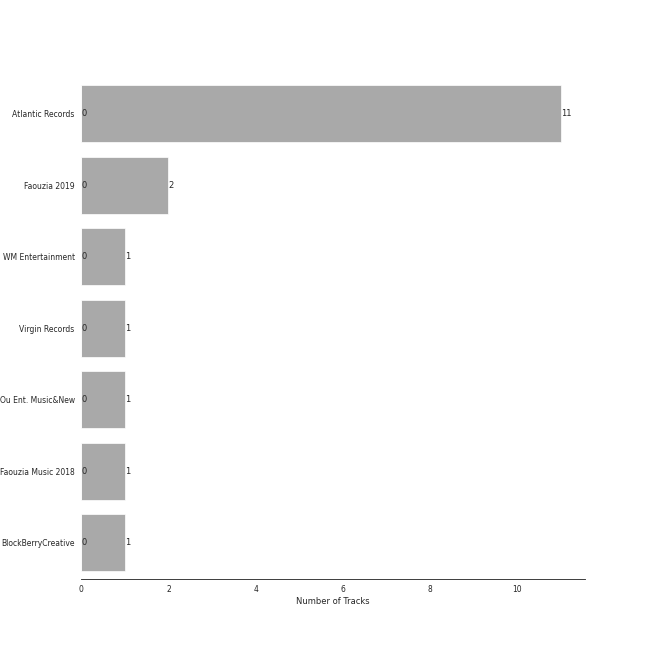 Atlantic Records 0 11
Faouzia 2019 0 2
WM Entertainment 0 1
Virgin Records 0 1
Ou Ent. Music&New 0 1
Faouzia Music 2018 0 1
BlockBerryCreative 0 1
0 2 4 6 8 10
Number of Tracks